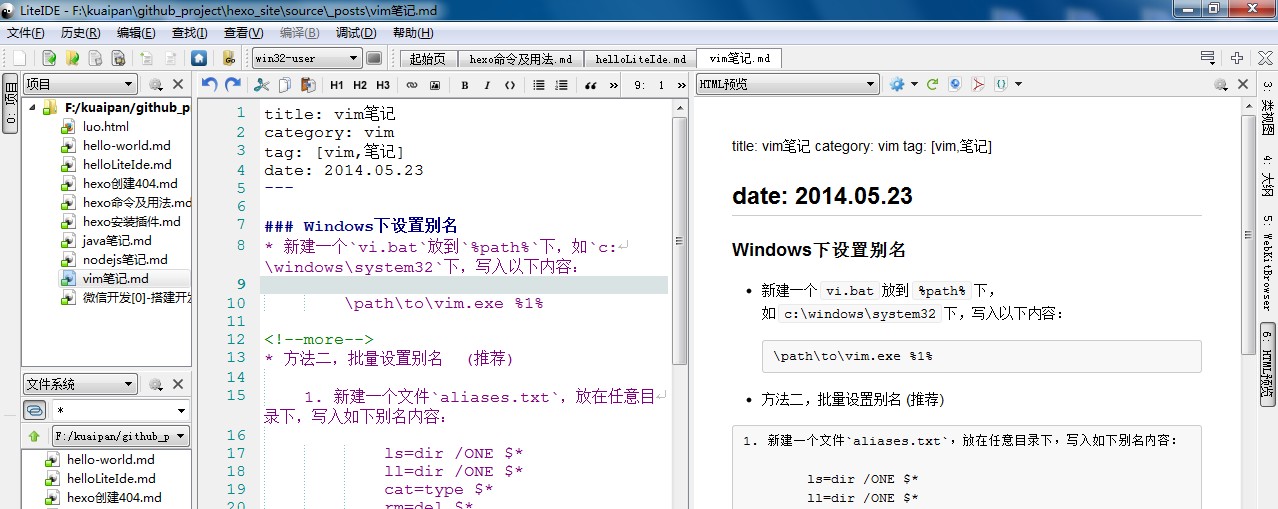 LiteIDE - F:\kuaipan\github_project\hexo_site\source\_posts\vim笔记.md
文件(F) 历史(R) 编辑(E) 查找(I) 查看(V) 编译(B) 调试(D) 帮助(H)
win32-user
起始页 hexo命令及用法.md helloLiteIde.md vim笔记.md
项目
F:/kuaipan/github_p
luo.html
hello-world.md
helloLiteIde.md
hexo创建404.md
hexo命令及用法.md
hexo安装插件.md
java笔记.md
nodejs笔记.md
vim笔记.md
微信开发[0]-搭建开发
文件系统
*
F:/kuaipan/github_p
hello-world.md
helloLiteIde.md
hexo创建404.md
H1 H2 H3 B I <> “ » 9: 1 »
1 title: vim笔记
2 category: vim
3 tag: [vim,笔记]
4 date: 2014.05.23
5 ---
6
7 ### Windows下设置别名
8 * 新建一个`vi.bat`放到`%path%`下，如`c:
\windows\system32`下，写入以下内容：
9
10 \path\to\vim.exe %1%
11
12 <!--more-->
13 * 方法二，批量设置别名 （推荐）
14
15 1. 新建一个文件`aliases.txt`，放在任意目
录下，写入如下别名内容：
16
17 ls=dir /ONE $*
18 ll=dir /ONE $*
19 cat=type $*
20 rm=del $*
HTML预览
title: vim笔记 category: vim tag: [vim,笔记]
date: 2014.05.23
Windows下设置别名
• 新建一个 vi.bat 放到 %path% 下，
如 c:\windows\system32 下，写入以下内容：
\path\to\vim.exe %1%
• 方法二，批量设置别名 (推荐)
1. 新建一个文件`aliases.txt`，放在任意目录下，写入如下别名内容：
ls=dir /ONE $*
ll=dir /ONE $*
3: 类视图
4: 大纲
5: WebKitBrowser
6: HTML预览